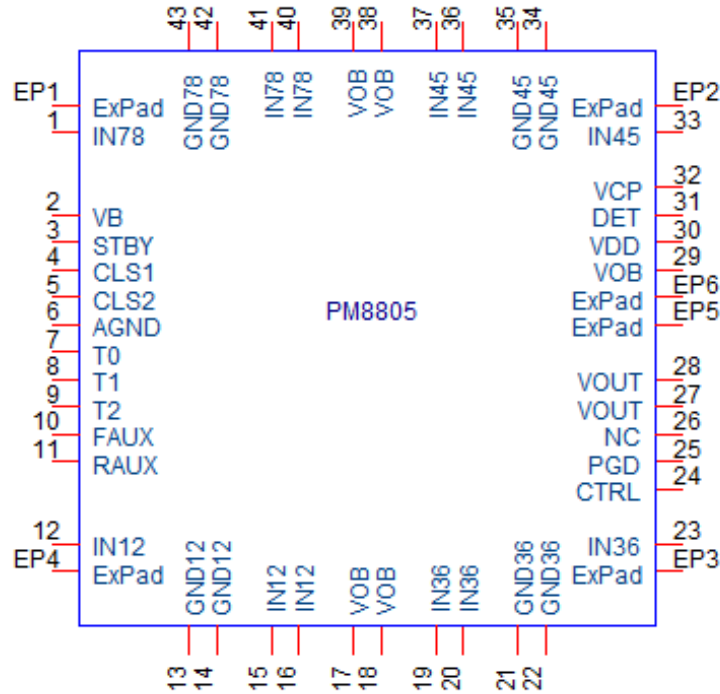 43 42 41 40 39 38 37 36 35 34
GND78 GND78 IN78 IN78 VOB VOB IN45 IN45 GND45 GND45
EP1 ExPad ExPad EP2
1 IN78 IN45 33
VCP 32
2 VB DET 31
3 STBY VDD 30
4 CLS1 VOB 29
5 CLS2 ExPad EP6
6 AGND PM8805 ExPad EP5
7 T0
8 T1 VOUT 28
9 T2 VOUT 27
10 FAUX NC 26
11 RAUX PGD 25
CTRL 24
12 IN12 IN36 23
EP4 ExPad ExPad EP3
GND12 GND12 IN12 IN12 VOB VOB IN36 IN36 GND36 GND36
13 14 15 16 17 18 19 20 21 22